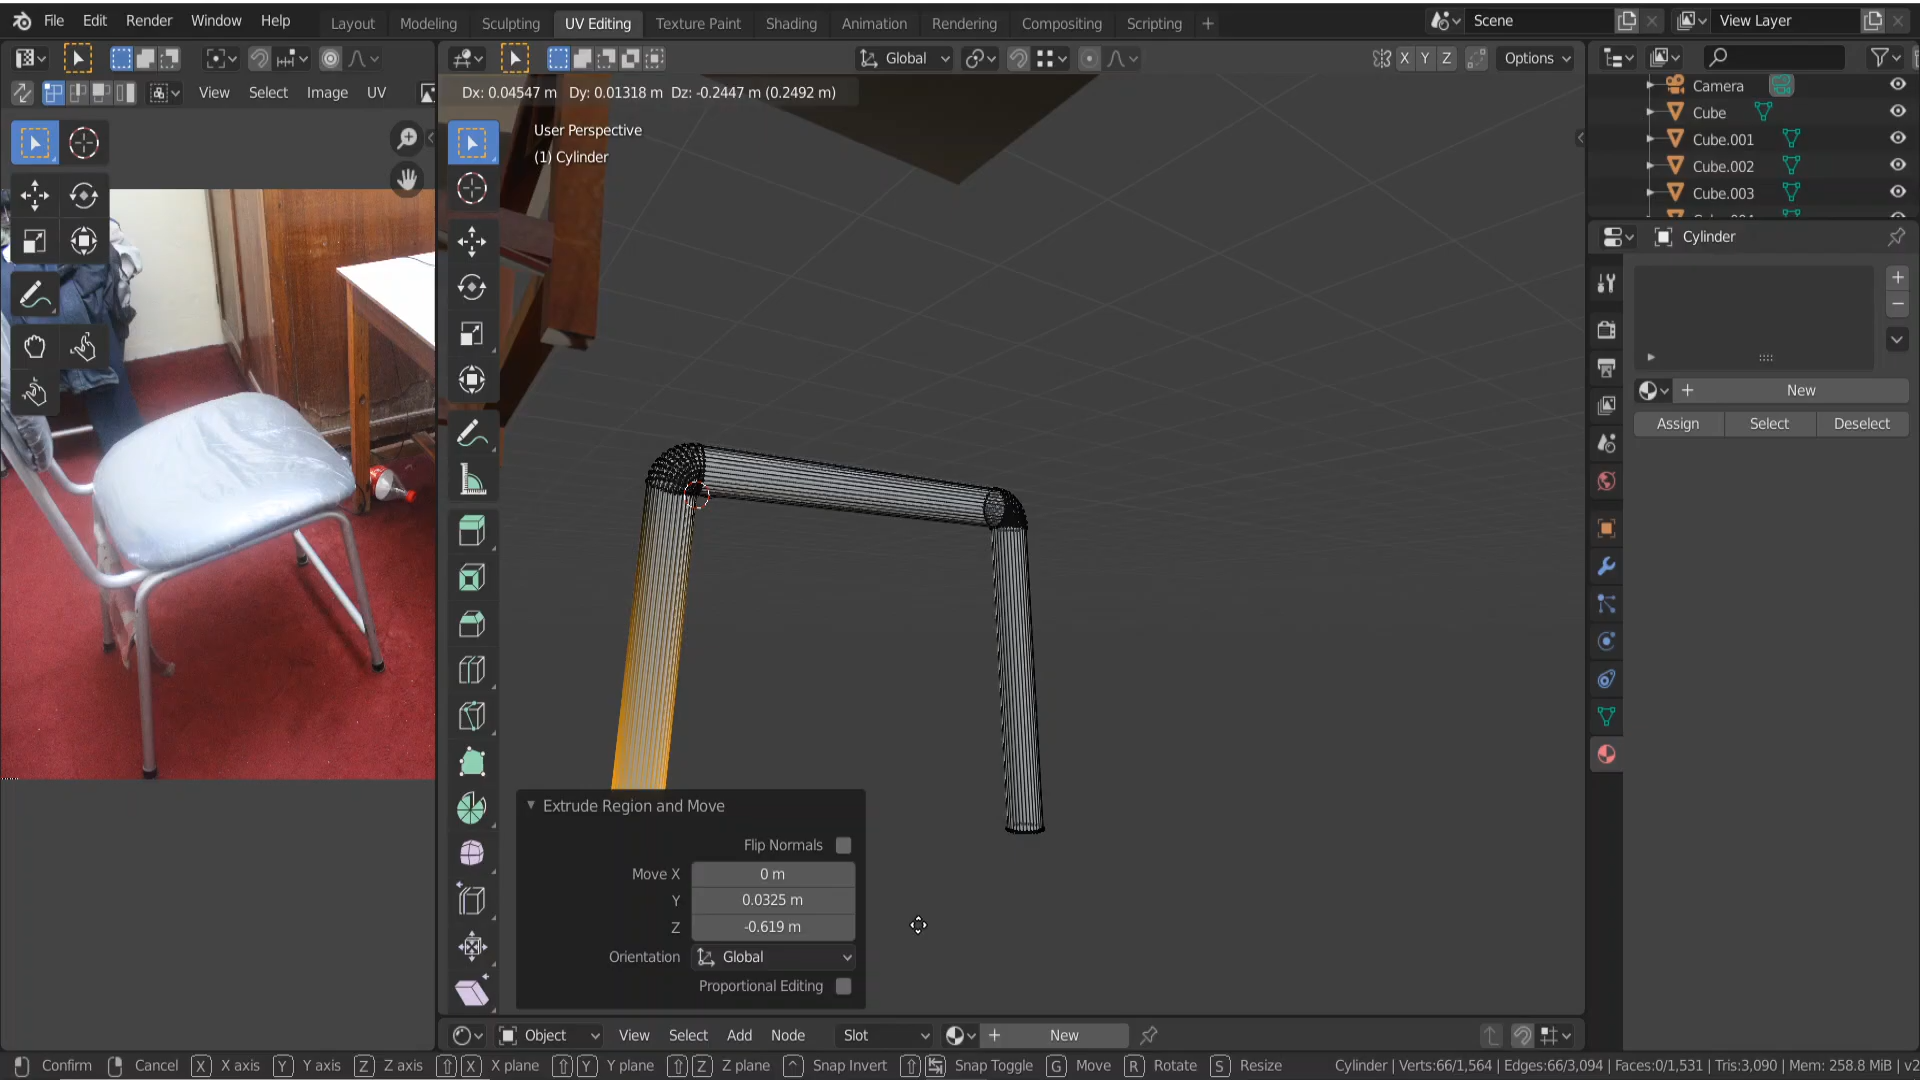 File Edit Render Window Help Layout Modeling Sculpting UV Editing Texture Paint Shading Animation Rendering Compositing Scripting + Scene View Layer
Global X Y Z Options
View Select Image UV
Dx: 0.04547 m Dy: 0.01318 m Dz: -0.2447 m (0.2492 m)
User Perspective
(1) Cylinder
Camera
Cube
Cube.001
Cube.002
Cube.003
Cylinder
New
Assign Select Deselect
Extrude Region and Move
Flip Normals
Move X 0 m
Y 0.0325 m
Z -0.619 m
Orientation Global
Proportional Editing
Object View Select Add Node Slot New
Confirm Cancel X X axis Y Y axis Z Z axis X X plane Y Y plane Z Z plane Snap Invert Snap Toggle G Move R Rotate S Resize Cylinder | Verts:66/1,564 | Edges:66/3,094 | Faces:0/1,531 | Tris:3,090 | Mem: 258.8 MiB | v2